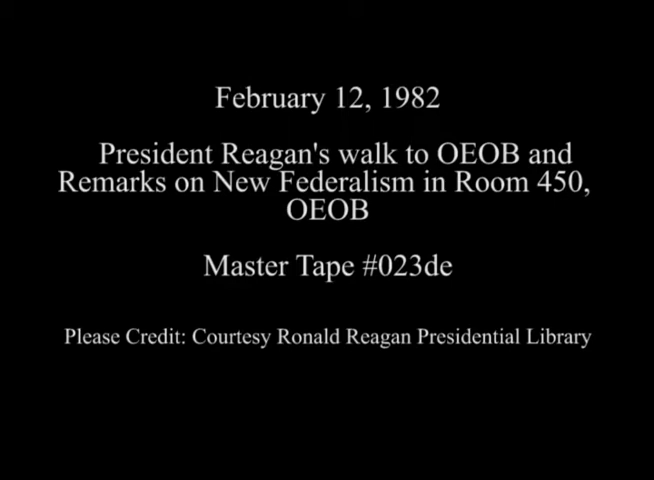 February 12, 1982
President Reagan's walk to OEOB and
Remarks on New Federalism in Room 450,
OEOB
Master Tape #023de
Please Credit: Courtesy Ronald Reagan Presidential Library